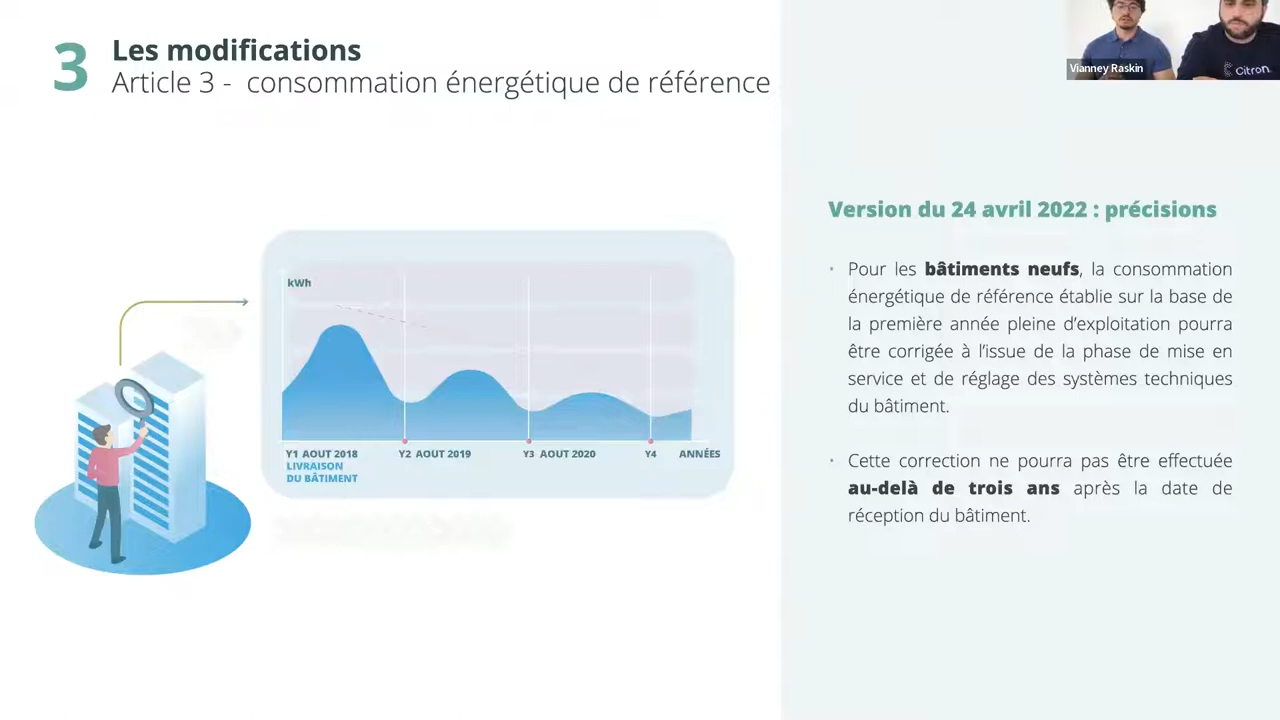 3
Les modifications
Article 3 - consommation énergétique de référence
Vianney Raskin
Citron
kWh
Y1 AOUT 2018
LIVRAISON
DU BÂTIMENT
Y2 AOUT 2019
Y3 AOUT 2020
Y4
ANNÉES
Version du 24 avril 2022 : précisions
• Pour les bâtiments neufs, la consommation
énergétique de référence établie sur la base de
la première année pleine d’exploitation pourra
être corrigée à l’issue de la phase de mise en
service et de réglage des systèmes techniques
du bâtiment.
• Cette correction ne pourra pas être effectuée
au-delà de trois ans après la date de
réception du bâtiment.